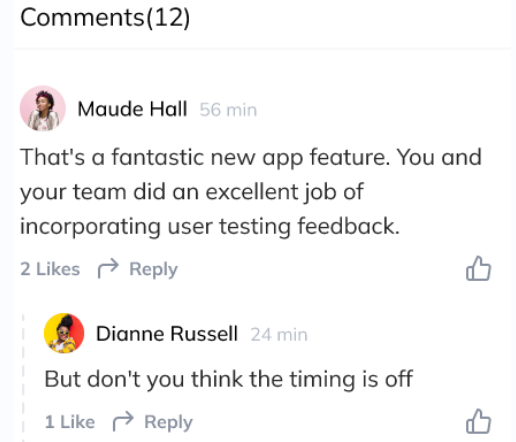 Comments(12)
Maude Hall 56 min
That's a fantastic new app feature. You and
your team did an excellent job of
incorporating user testing feedback.
2 Likes Reply
Dianne Russell 24 min
But don't you think the timing is off
1 Like Reply